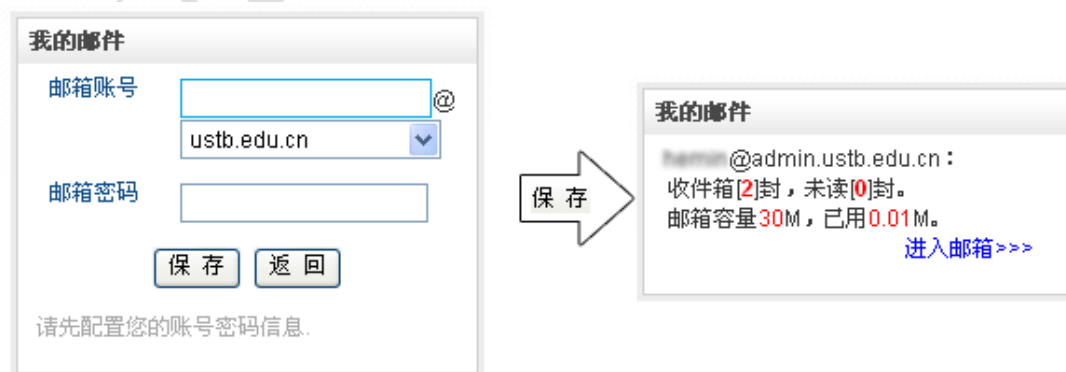 我的邮件
邮箱账号
@
ustb.edu.cn
邮箱密码
保 存 返 回
请先配置您的账号密码信息.
保 存
我的邮件
@admin.ustb.edu.cn：
收件箱[2]封，未读[0]封。
邮箱容量30M，已用0.01M。
进入邮箱>>>